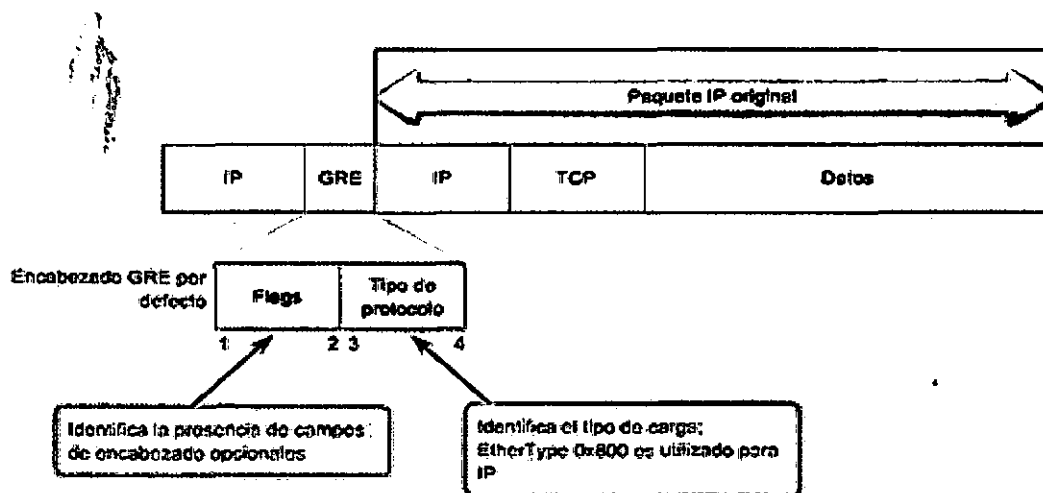 Paquete IP original
IP GRE IP TCP Datos
Encabezado GRE por
defecto
Flags
Tipo de
protocolo
1 2 3 4
Identifica la presencia de campos
de encabezado opcionales
Identifica el tipo de carga;
EtherType 0x800 es utilizado para
IP